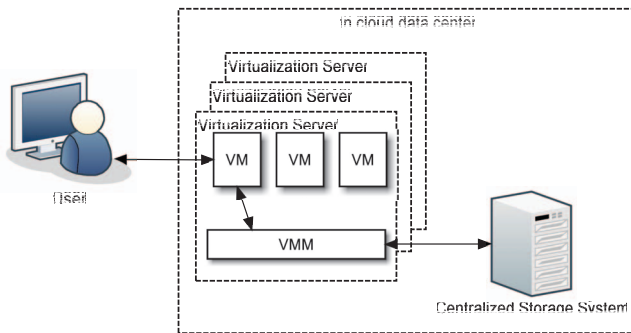 In cloud data center
Virtualization Server
Virtualization Server
Virtualization Server
VM VM VM
User
VMM
Centralized Storage System